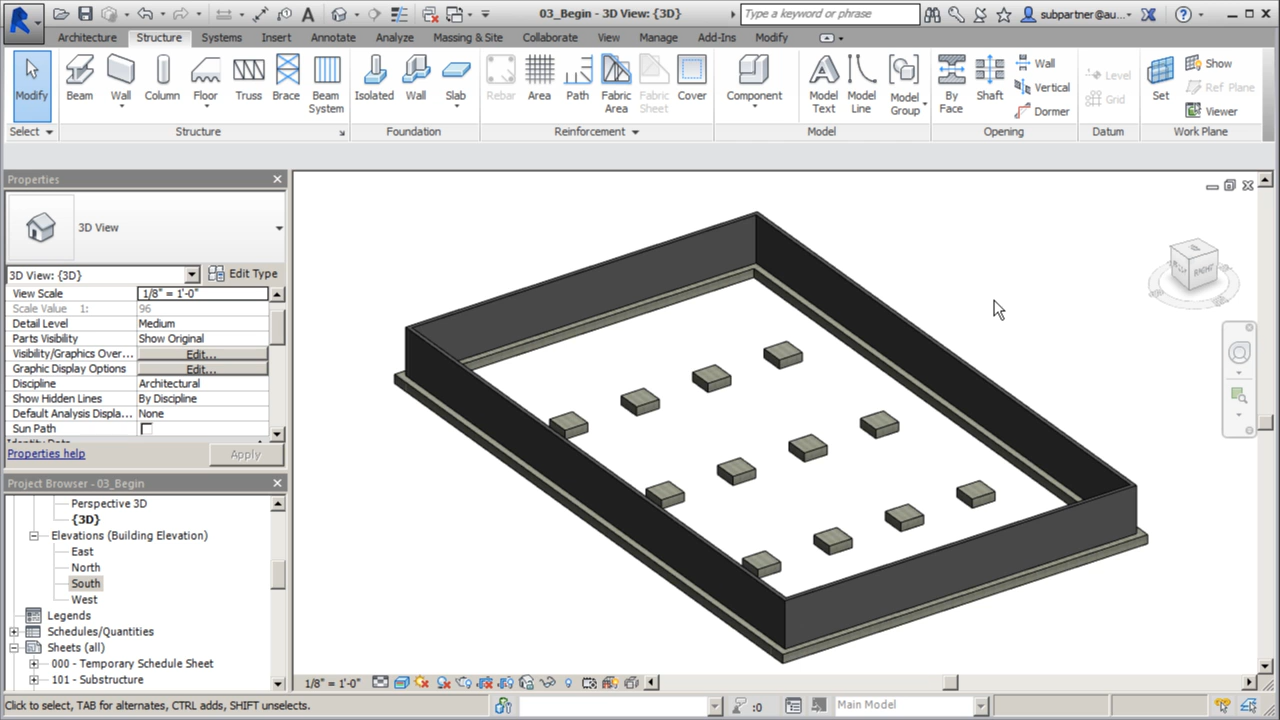 03_Begin - 3D View: {3D}
Type a keyword or phrase
subpartner@au...
Architecture Structure Systems Insert Annotate Analyze Massing & Site Collaborate View Manage Add-Ins Modify
Modify Beam Wall Column Floor Truss Brace Beam System Isolated Wall Slab Rebar Area Path Fabric Area Fabric Sheet Cover Component Model Text Model Line Model Group By Face Shaft Wall Vertical Dermer Level Grid Set Show Ref Plane Viewer
Select Structure Foundation Reinforcement Model Opening Datum Work Plane
Properties
3D View
3D View: {3D} Edit Type
View Scale 1/8" = 1'-0"
Scale Value 1: 96
Detail Level Medium
Parts Visibility Show Original
Visibility/Graphics Over... Edit...
Graphic Display Options Edit...
Discipline Architectural
Show Hidden Lines By Discipline
Default Analysis Displa... None
Sun Path
Identity Data
Properties help Apply
Project Browser - 03_Begin
Perspective 3D
{3D}
Elevations (Building Elevation)
East
North
South
West
Legends
Schedules/Quantities
Sheets (all)
000 - Temporary Schedule Sheet
101 - Substructure
RIGHT
1/8" = 1'-0"
Click to select, TAB for alternates, CTRL adds, SHIFT unselects.
:0
Main Model